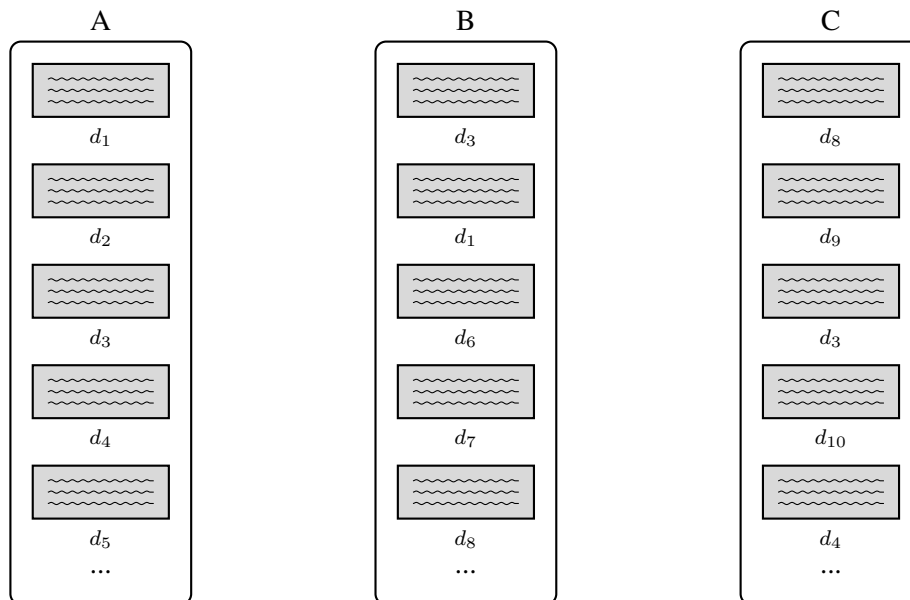 A
d₁
d₂
d₃
d₄
d₅
...
B
d₃
d₁
d₆
d₇
d₈
...
C
d₈
d₉
d₃
d₁₀
d₄
...